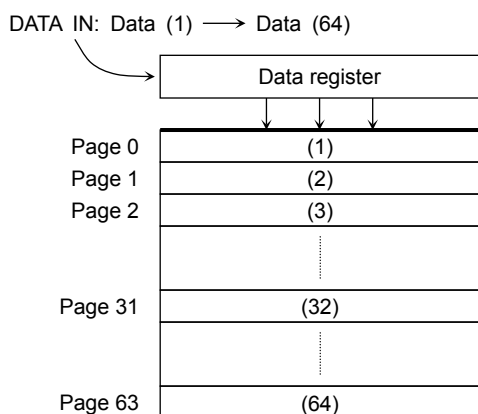 DATA IN: Data (1) → Data (64)
Data register
Page 0 (1)
Page 1 (2)
Page 2 (3)
Page 31 (32)
Page 63 (64)